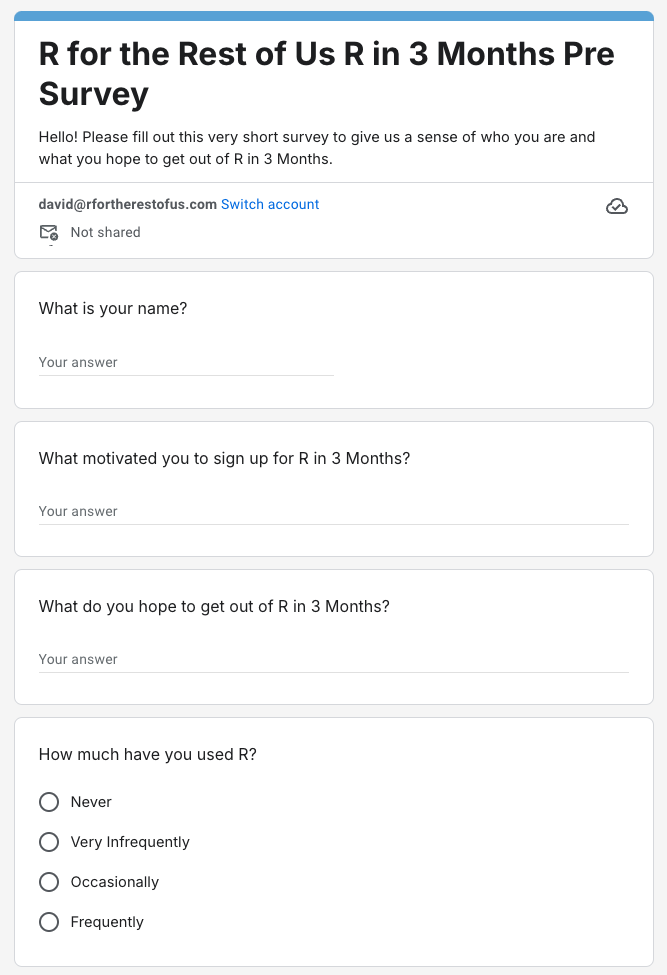 R for the Rest of Us R in 3 Months Pre
Survey
Hello! Please fill out this very short survey to give us a sense of who you are and
what you hope to get out of R in 3 Months.
david@rfortherestofus.com Switch account
Not shared
What is your name?
Your answer
What motivated you to sign up for R in 3 Months?
Your answer
What do you hope to get out of R in 3 Months?
Your answer
How much have you used R?
Never
Very Infrequently
Occasionally
Frequently